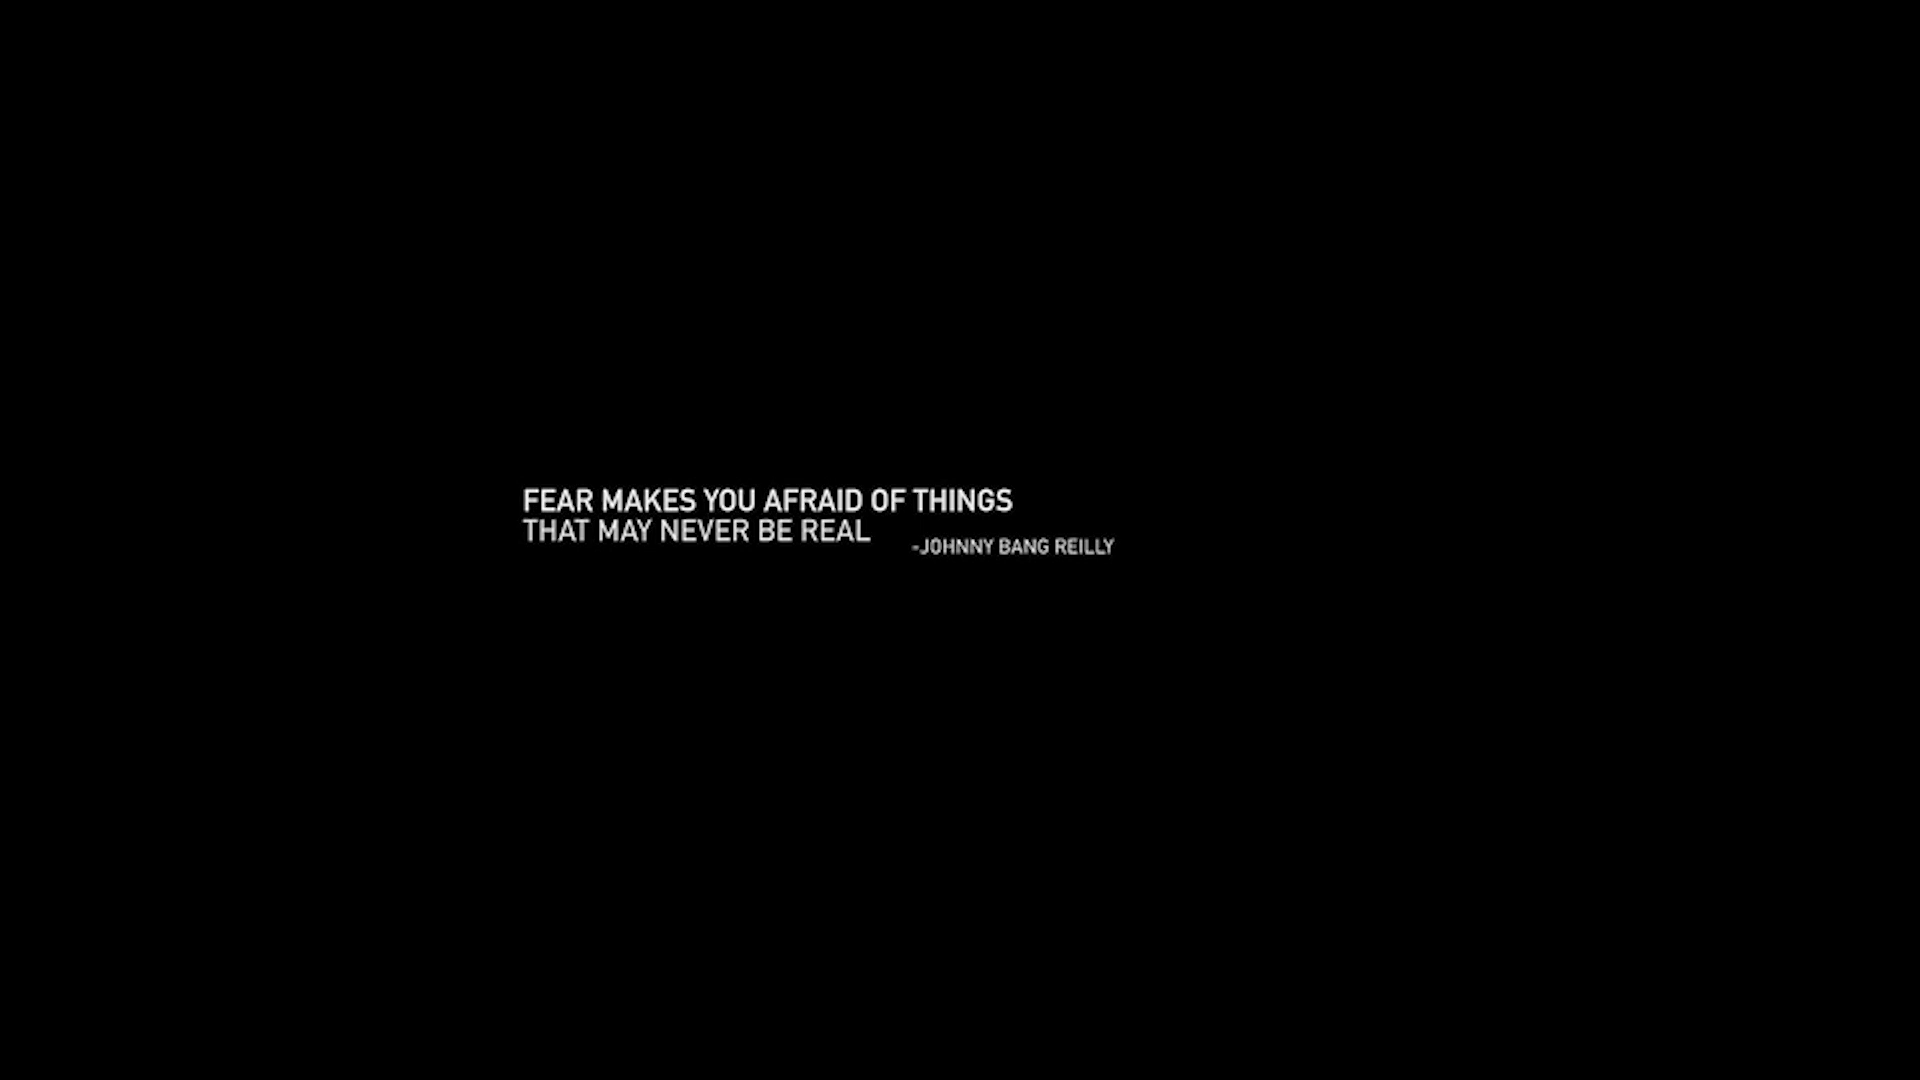 FEAR MAKES YOU AFRAID OF THINGS
THAT MAY NEVER BE REAL
-JOHNNY BANG REILLY